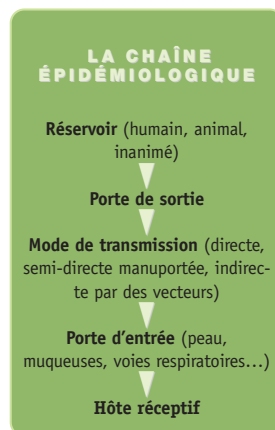 LA CHAÎNE
ÉPIDÉMIOLOGIQUE
Réservoir (humain, animal,
inanimé)
Porte de sortie
Mode de transmission (directe,
semi-directe manuportée, indirec-
te par des vecteurs)
Porte d'entrée (peau,
muqueuses, voies respiratoires...)
Hôte réceptif